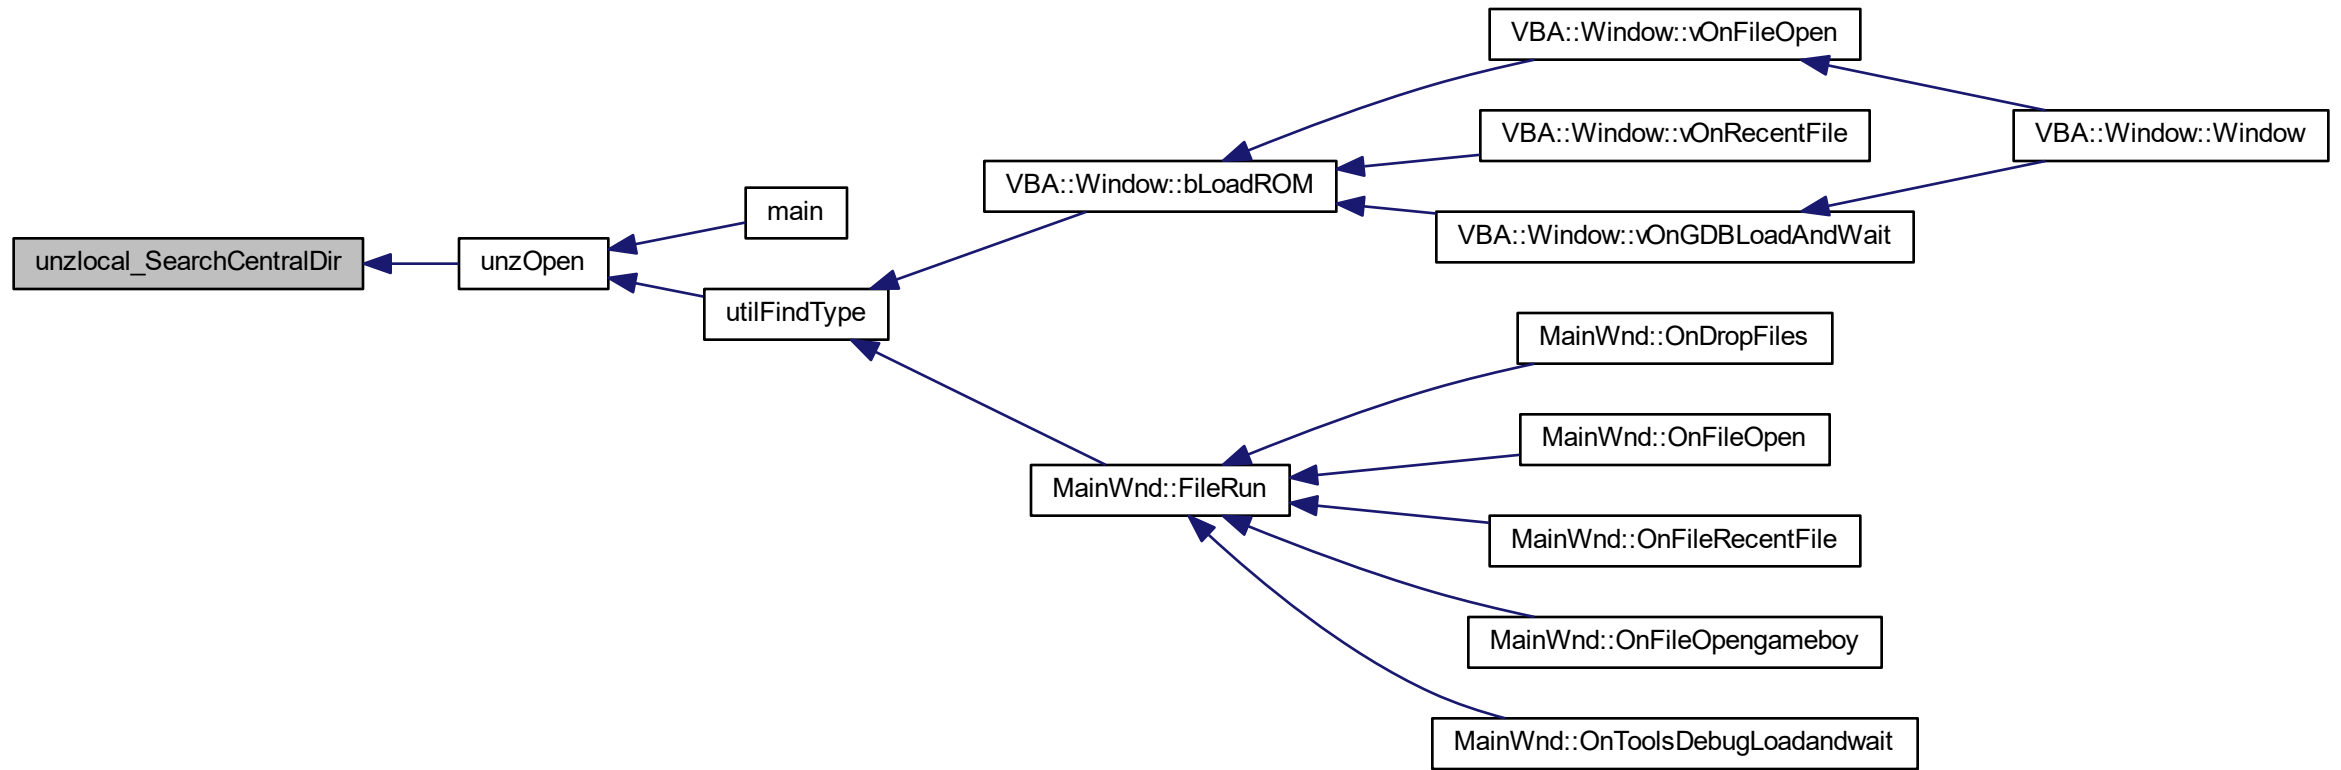 VBA::Window::vOnFileOpen
VBA::Window::vOnRecentFile
VBA::Window::Window
VBA::Window::bLoadROM
main
VBA::Window::vOnGDBLoadAndWait
unzlocal_SearchCentralDir
unzOpen
utilFindType
MainWnd::OnDropFiles
MainWnd::OnFileOpen
MainWnd::FileRun
MainWnd::OnFileRecentFile
MainWnd::OnFileOpengameboy
MainWnd::OnToolsDebugLoadandwait